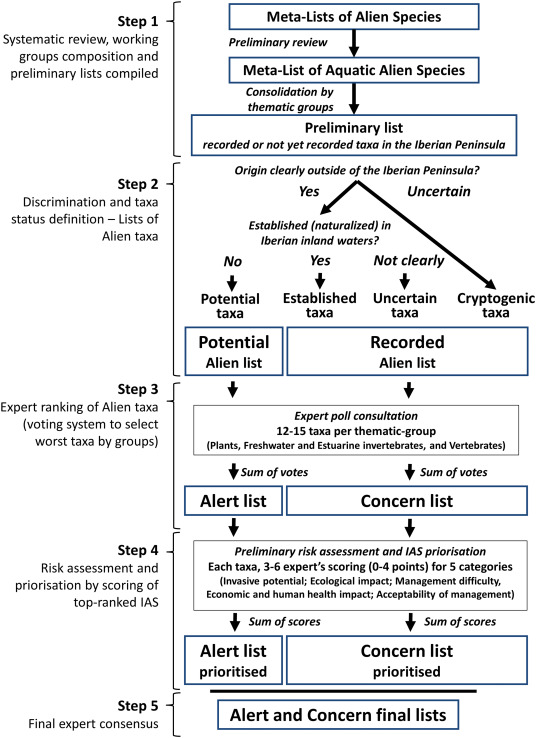 Step 1
Systematic review, working
groups composition and
preliminary lists compiled
Meta-Lists of Alien Species
Preliminary review
Meta-List of Aquatic Alien Species
Consolidation by
thematic groups
Preliminary list
recorded or not yet recorded taxa in the Iberian Peninsula
Step 2
Discrimination and taxa
status definition – Lists of
Alien taxa
Origin clearly outside of the Iberian Peninsula?
Yes Uncertain
Established (naturalized) in
Iberian inland waters?
No Yes Not clearly
Potential taxa Established taxa Uncertain taxa Cryptogenic taxa
Potential
Alien list
Recorded
Alien list
Step 3
Expert ranking of Alien taxa
(voting system to select
worst taxa by groups)
Expert poll consultation
12-15 taxa per thematic-group
(Plants, Freshwater and Estuarine invertebrates, and Vertebrates)
Sum of votes Sum of votes
Alert list Concern list
Step 4
Risk assessment and
priorisation by scoring of
top-ranked IAS
Preliminary risk assessment and IAS priorisation
Each taxa, 3-6 expert's scoring (0-4 points) for 5 categories
(Invasive potential; Ecological impact; Management difficulty,
Economic and human health impact; Acceptability of management)
Sum of scores Sum of scores
Alert list
prioritised
Concern list
prioritised
Step 5
Final expert consensus
Alert and Concern final lists